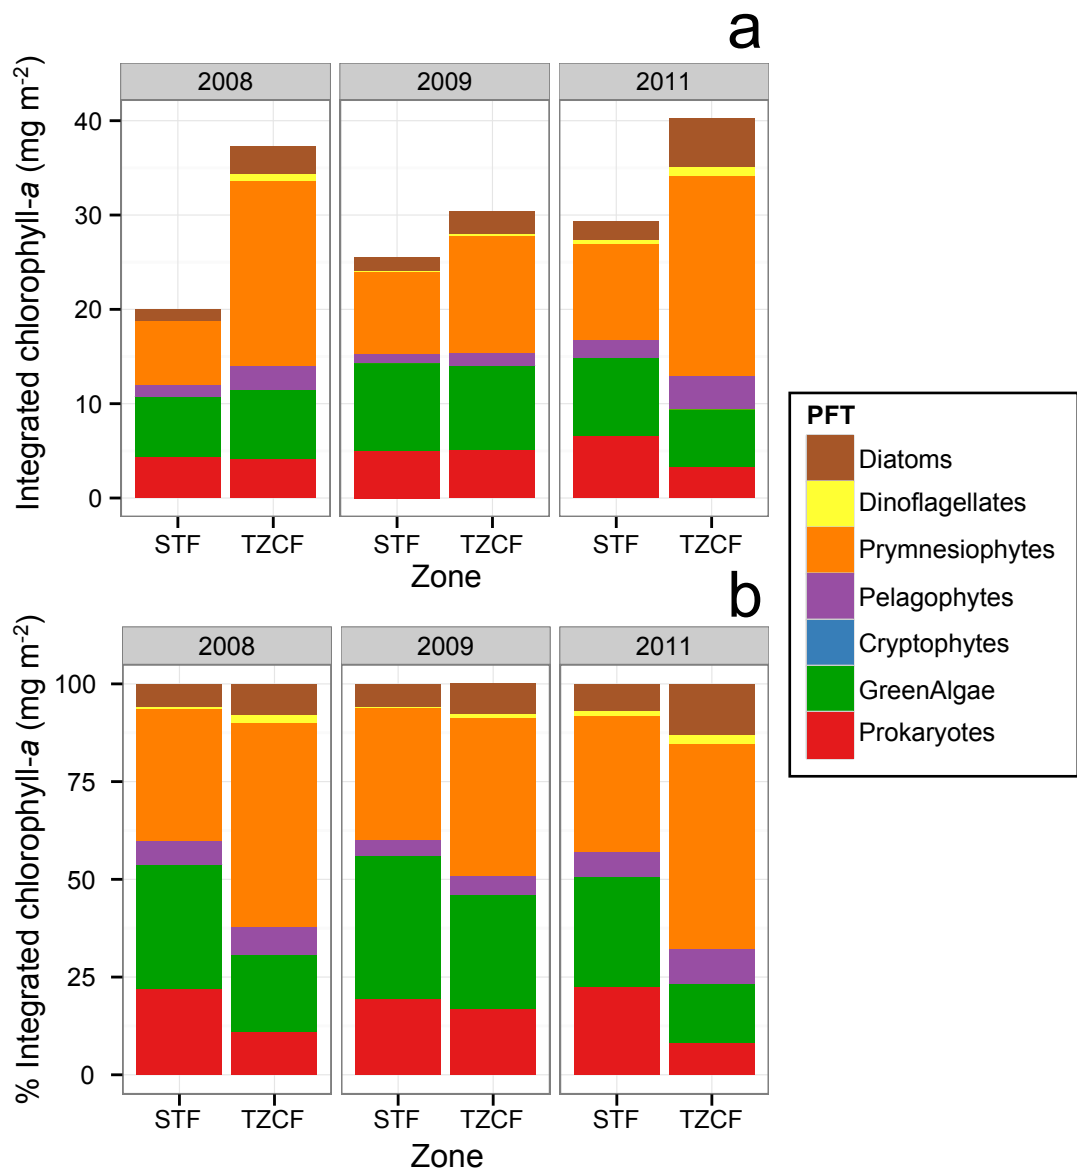 a
2008 2009 2011
Integrated chlorophyll-a (mg m-2)
40
30
20
10
0
STF TZCF STF TZCF STF TZCF
Zone
PFT
Diatoms
Dinoflagellates
Prymnesiophytes
Pelagophytes
Cryptophytes
GreenAlgae
Prokaryotes
b
2008 2009 2011
% Integrated chlorophyll-a (mg m-2)
100
75
50
25
0
STF TZCF STF TZCF STF TZCF
Zone